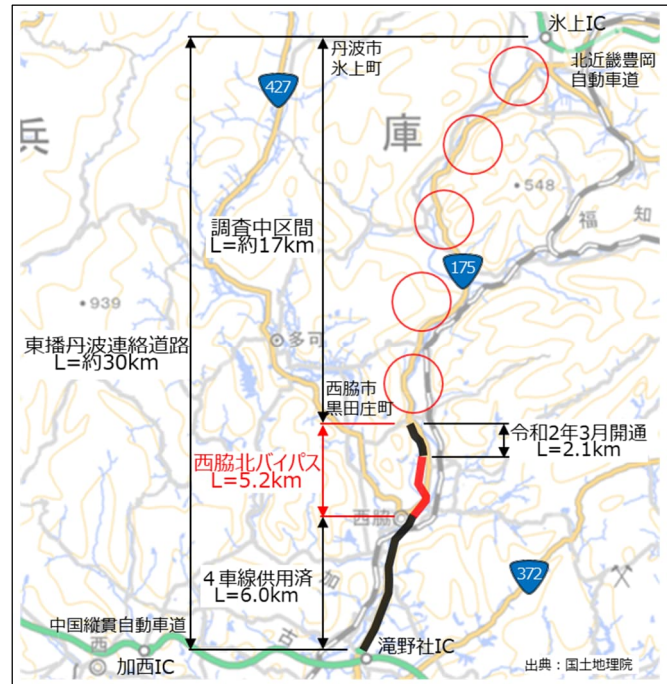 氷上IC
丹波市
氷上町
北近畿豊岡
自動車道
427
兵
庫
・548
調査中区間
L=約17km
福知
175
・939
東播丹波連絡道路
L=約30km
多可
西脇市
黒田庄町
令和2年3月開通
L=2.1km
西脇北バイパス
L=5.2km
西脇
４車線供用済
L=6.0km
加
古
372
中国縦貫自動車道
西
加西IC
滝野社IC
出典：国土地理院